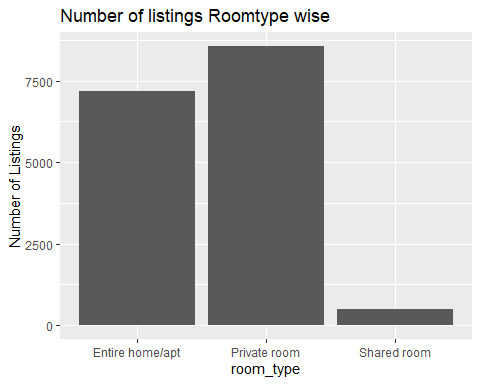 Number of listings Roomtype wise
Number of Listings
7500
5000
2500
0
Entire home/apt
Private room
Shared room
room_type